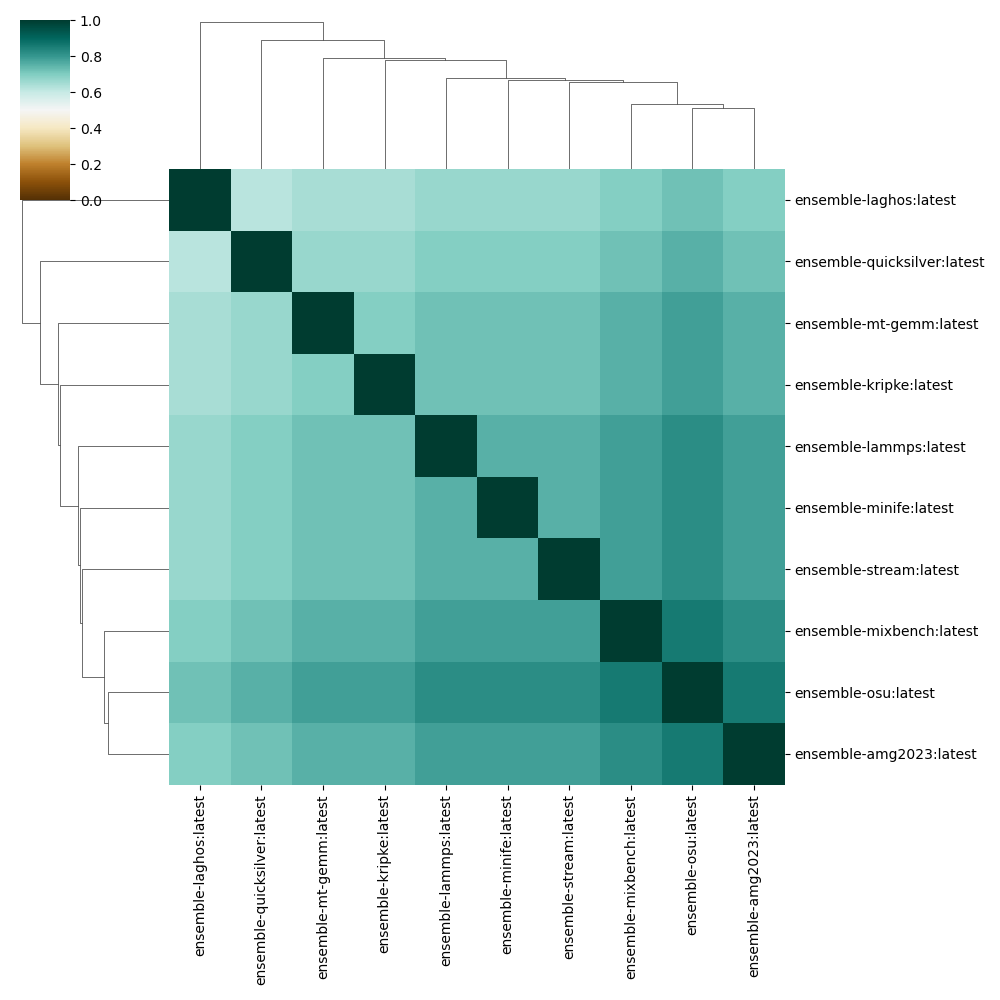 1.0
0.8
0.6
0.4
0.2
0.0
ensemble-laghos:latest
ensemble-quicksilver:latest
ensemble-mt-gemm:latest
ensemble-kripke:latest
ensemble-lammps:latest
ensemble-minife:latest
ensemble-stream:latest
ensemble-mixbench:latest
ensemble-osu:latest
ensemble-amg2023:latest
ensemble-laghos:latest
ensemble-quicksilver:latest
ensemble-mt-gemm:latest
ensemble-kripke:latest
ensemble-lammps:latest
ensemble-minife:latest
ensemble-stream:latest
ensemble-mixbench:latest
ensemble-osu:latest
ensemble-amg2023:latest